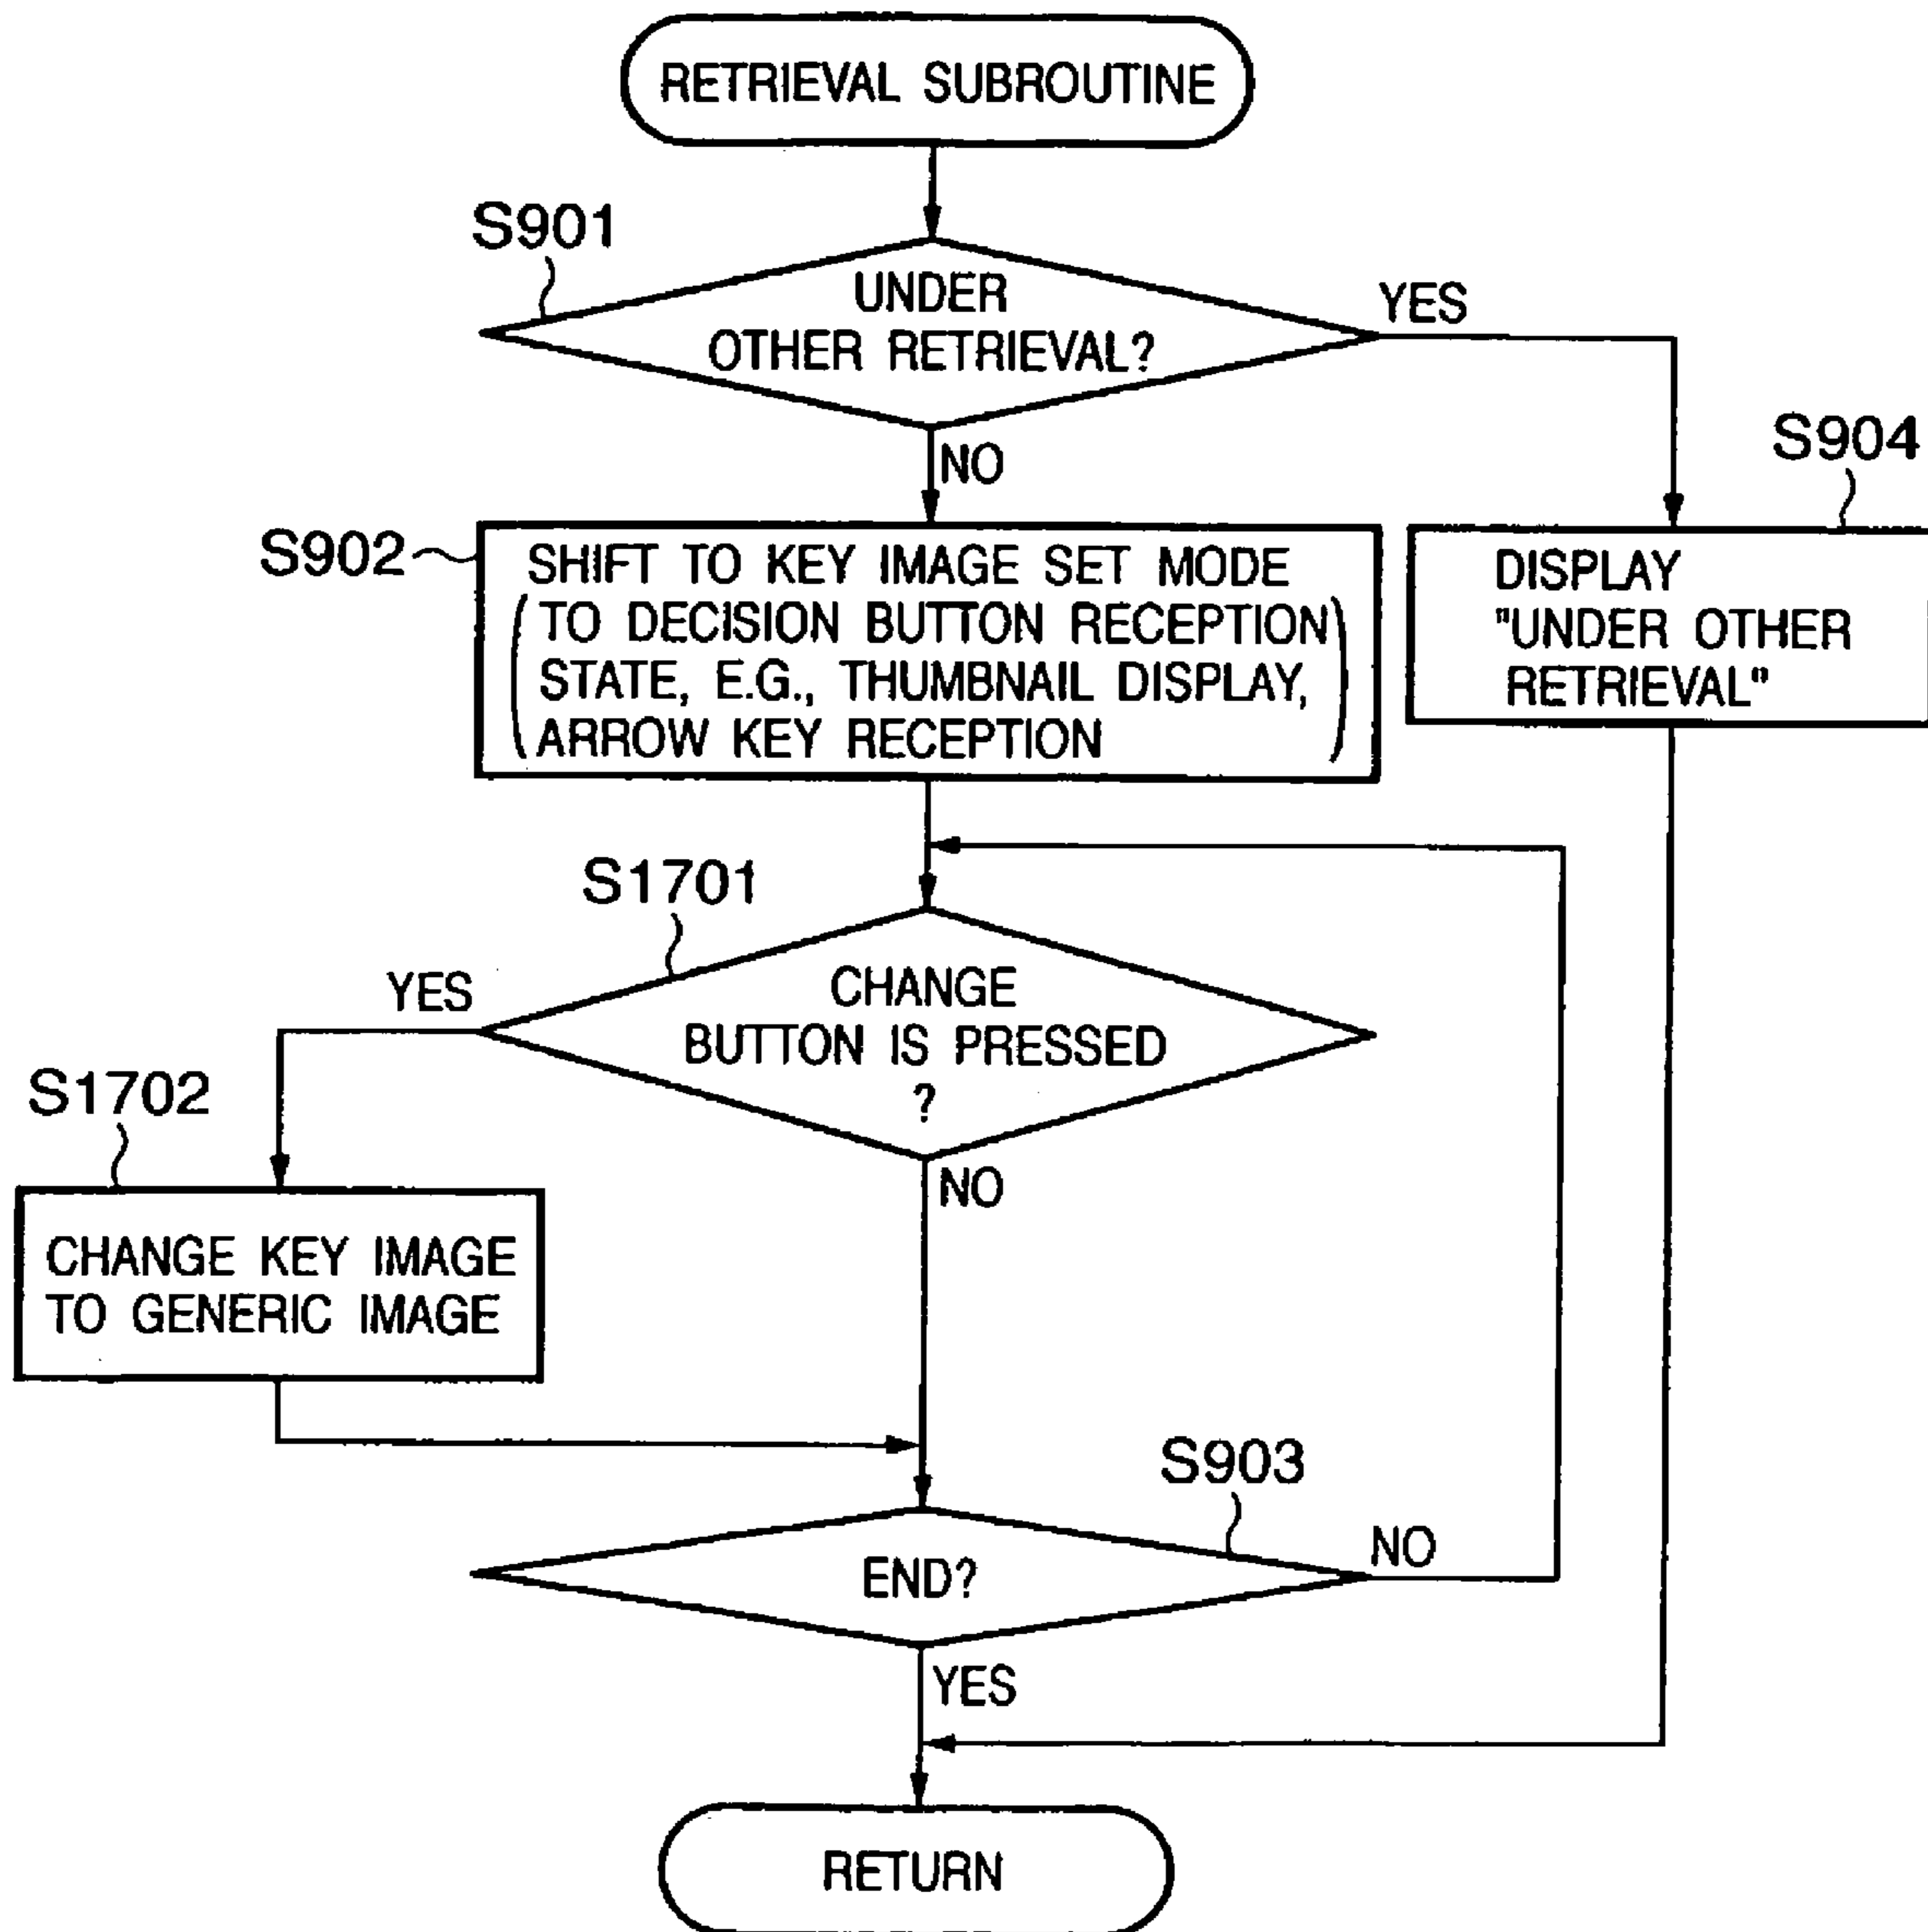 RETRIEVAL SUBROUTINE
S901
UNDER
OTHER RETRIEVAL?
YES
NO
S904
S902
SHIFT TO KEY IMAGE SET MODE
(TO DECISION BUTTON RECEPTION
STATE, E.G., THUMBNAIL DISPLAY,
ARROW KEY RECEPTION)
DISPLAY
"UNDER OTHER
RETRIEVAL"
S1701
CHANGE
BUTTON IS PRESSED
?
YES
NO
S1702
CHANGE KEY IMAGE
TO GENERIC IMAGE
S903
END?
NO
YES
RETURN